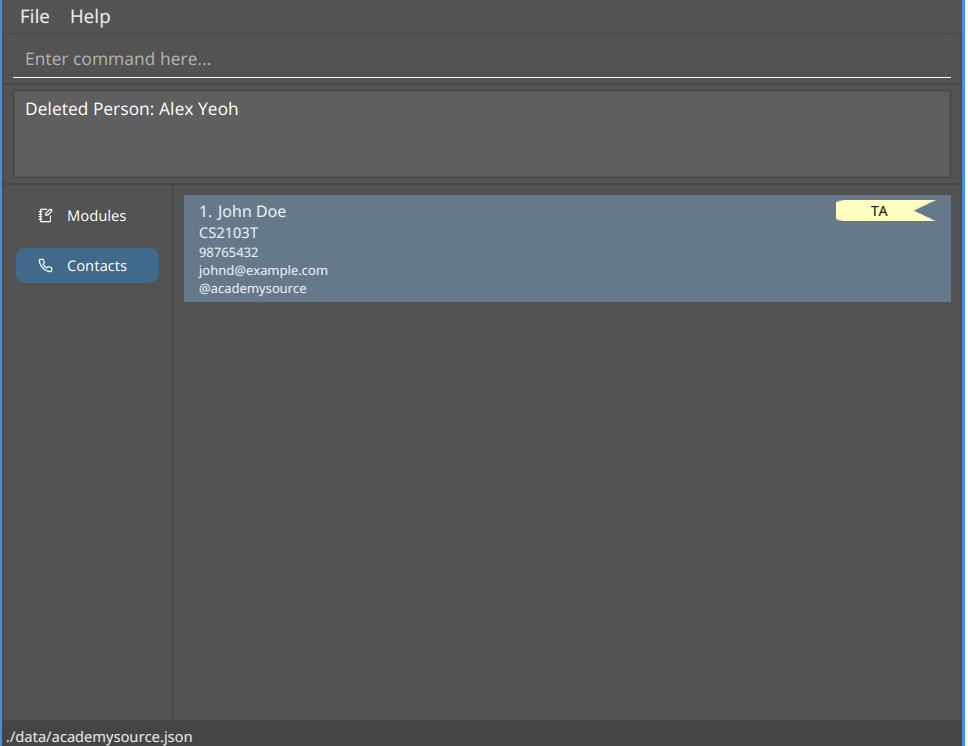 File Help
Enter command here...
Deleted Person: Alex Yeoh
Modules
Contacts
1. John Doe
TA
CS2103T
98765432
johnd@example.com
@academysource
./data/academysource.json